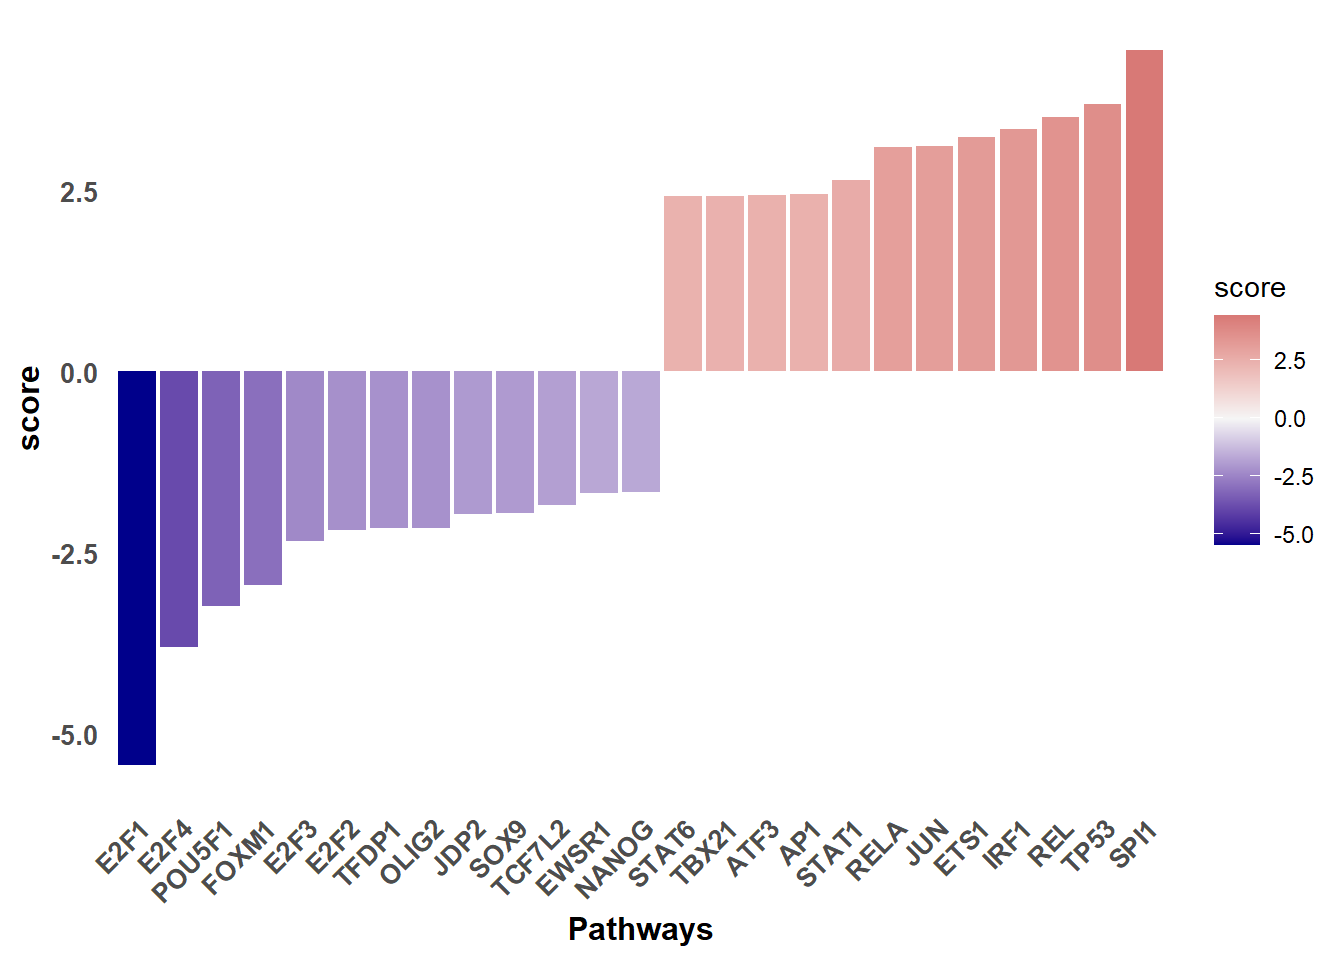 2.5
0.0
-2.5
-5.0
score
E2F1
E2F4
POU5F1
FOXM1
E2F3
E2F2
TFDP1
OLIG2
JDP2
SOX9
TCF7L2
EWSR1
NANOG
STAT6
TBX21
ATF3
AP1
STAT1
RELA
JUN
ETS1
IRF1
REL
TP53
SPI1
Pathways
score
2.5
0.0
-2.5
-5.0